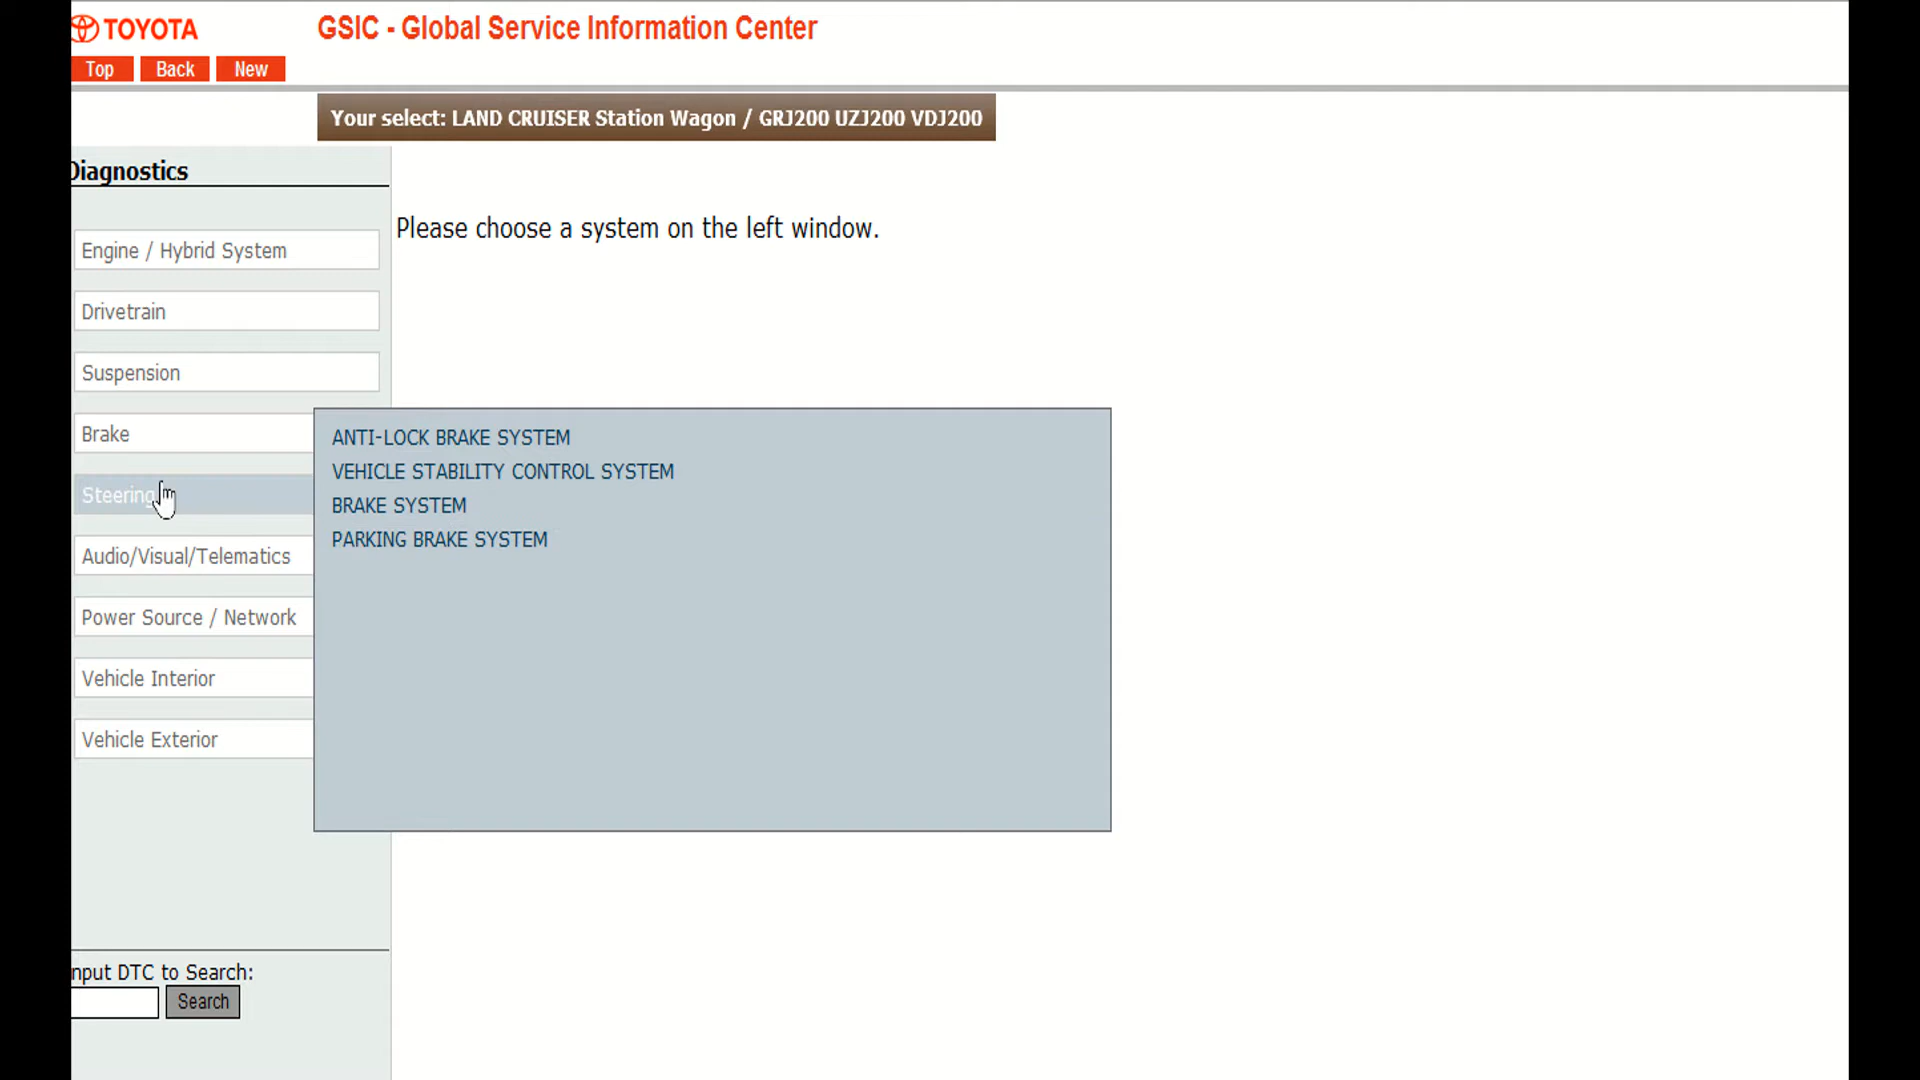 TOYOTA
GSIC - Global Service Information Center
Top
Back
New
Your select: LAND CRUISER Station Wagon / GRJ200 UZJ200 VDJ200
Diagnostics
Please choose a system on the left window.
Engine / Hybrid System
Drivetrain
Suspension
Brake
Steering
Audio/Visual/Telematics
Power Source / Network
Vehicle Interior
Vehicle Exterior
ANTI-LOCK BRAKE SYSTEM
VEHICLE STABILITY CONTROL SYSTEM
BRAKE SYSTEM
PARKING BRAKE SYSTEM
nput DTC to Search:
Search